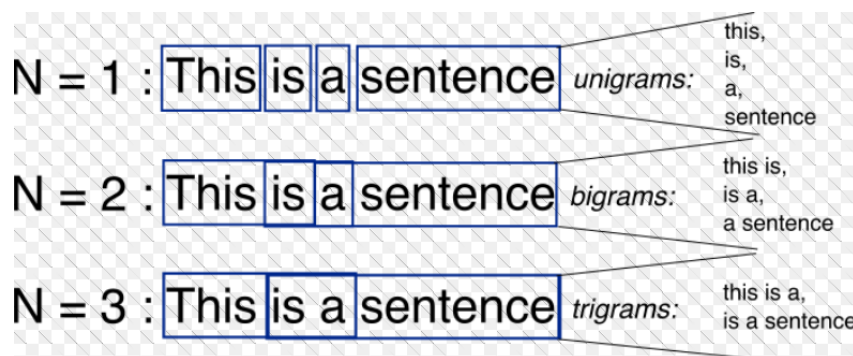 N = 1 : This is a sentence unigrams:
this,
is,
a,
sentence
N = 2 : This is a sentence bigrams:
this is,
is a,
a sentence
N = 3 : This is a sentence trigrams:
this is a,
is a sentence